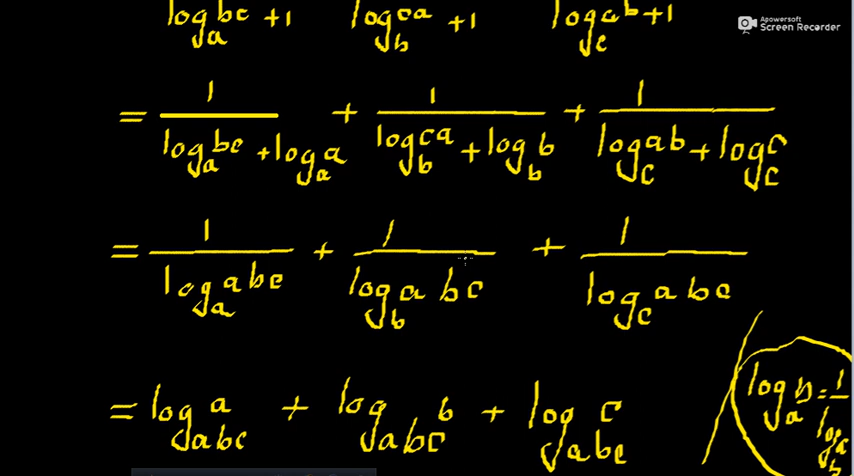 Apowersoft
Screen Recorder
log_a bc +1   log_b ca +1   log_c ab +1
= 1/(log_a bc + log_a a) + 1/(log_b ca + log_b b) + 1/(log_c ab + log_c c)
= 1/(log_a abc) + 1/(log_b abc) + 1/(log_c abc)
= log_abc a + log_abc b + log_abc c
log_a b = 1/log_b a